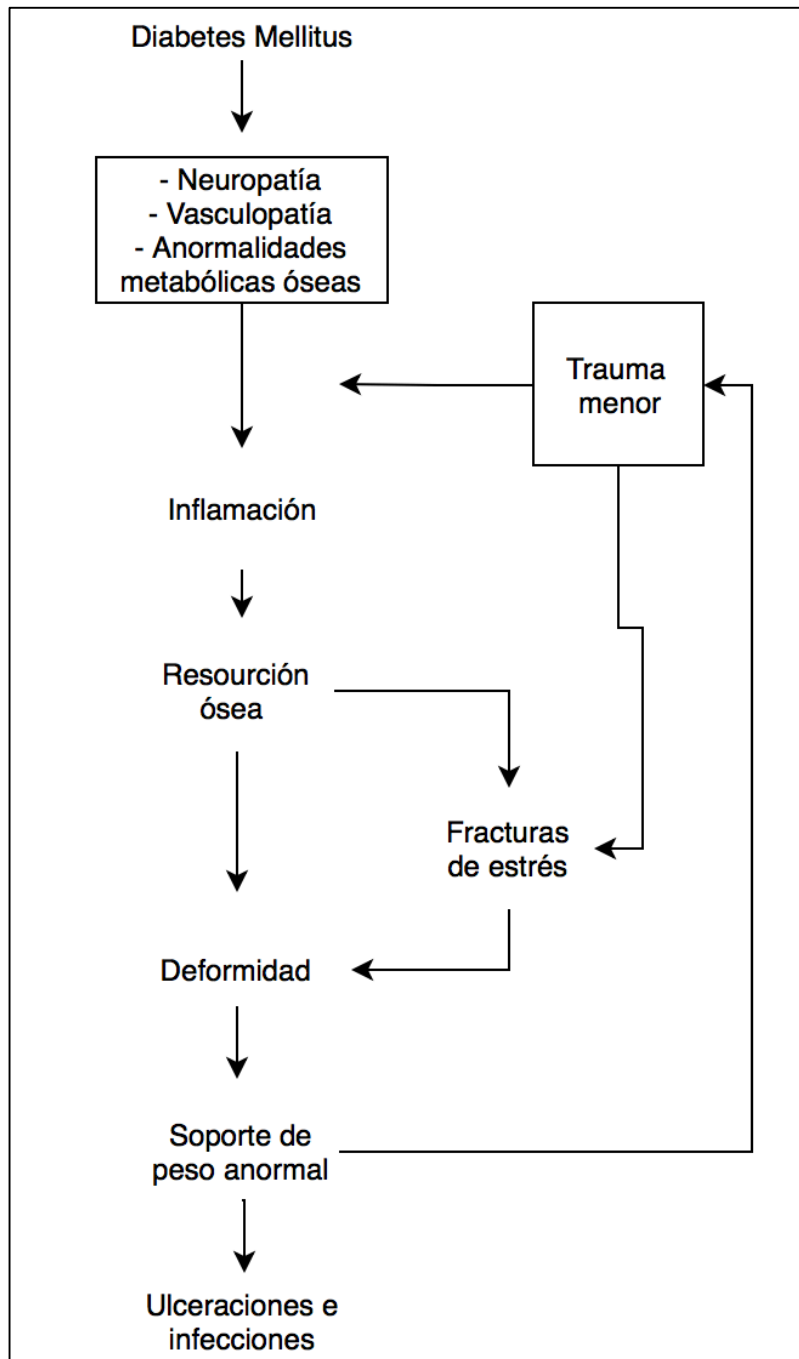 Diabetes Mellitus
- Neuropatía
- Vasculopatía
- Anormalidades
metabólicas óseas
Trauma
menor
Inflamación
Resourción
ósea
Fracturas
de estrés
Deformidad
Soporte de
peso anormal
Ulceraciones e
infecciones